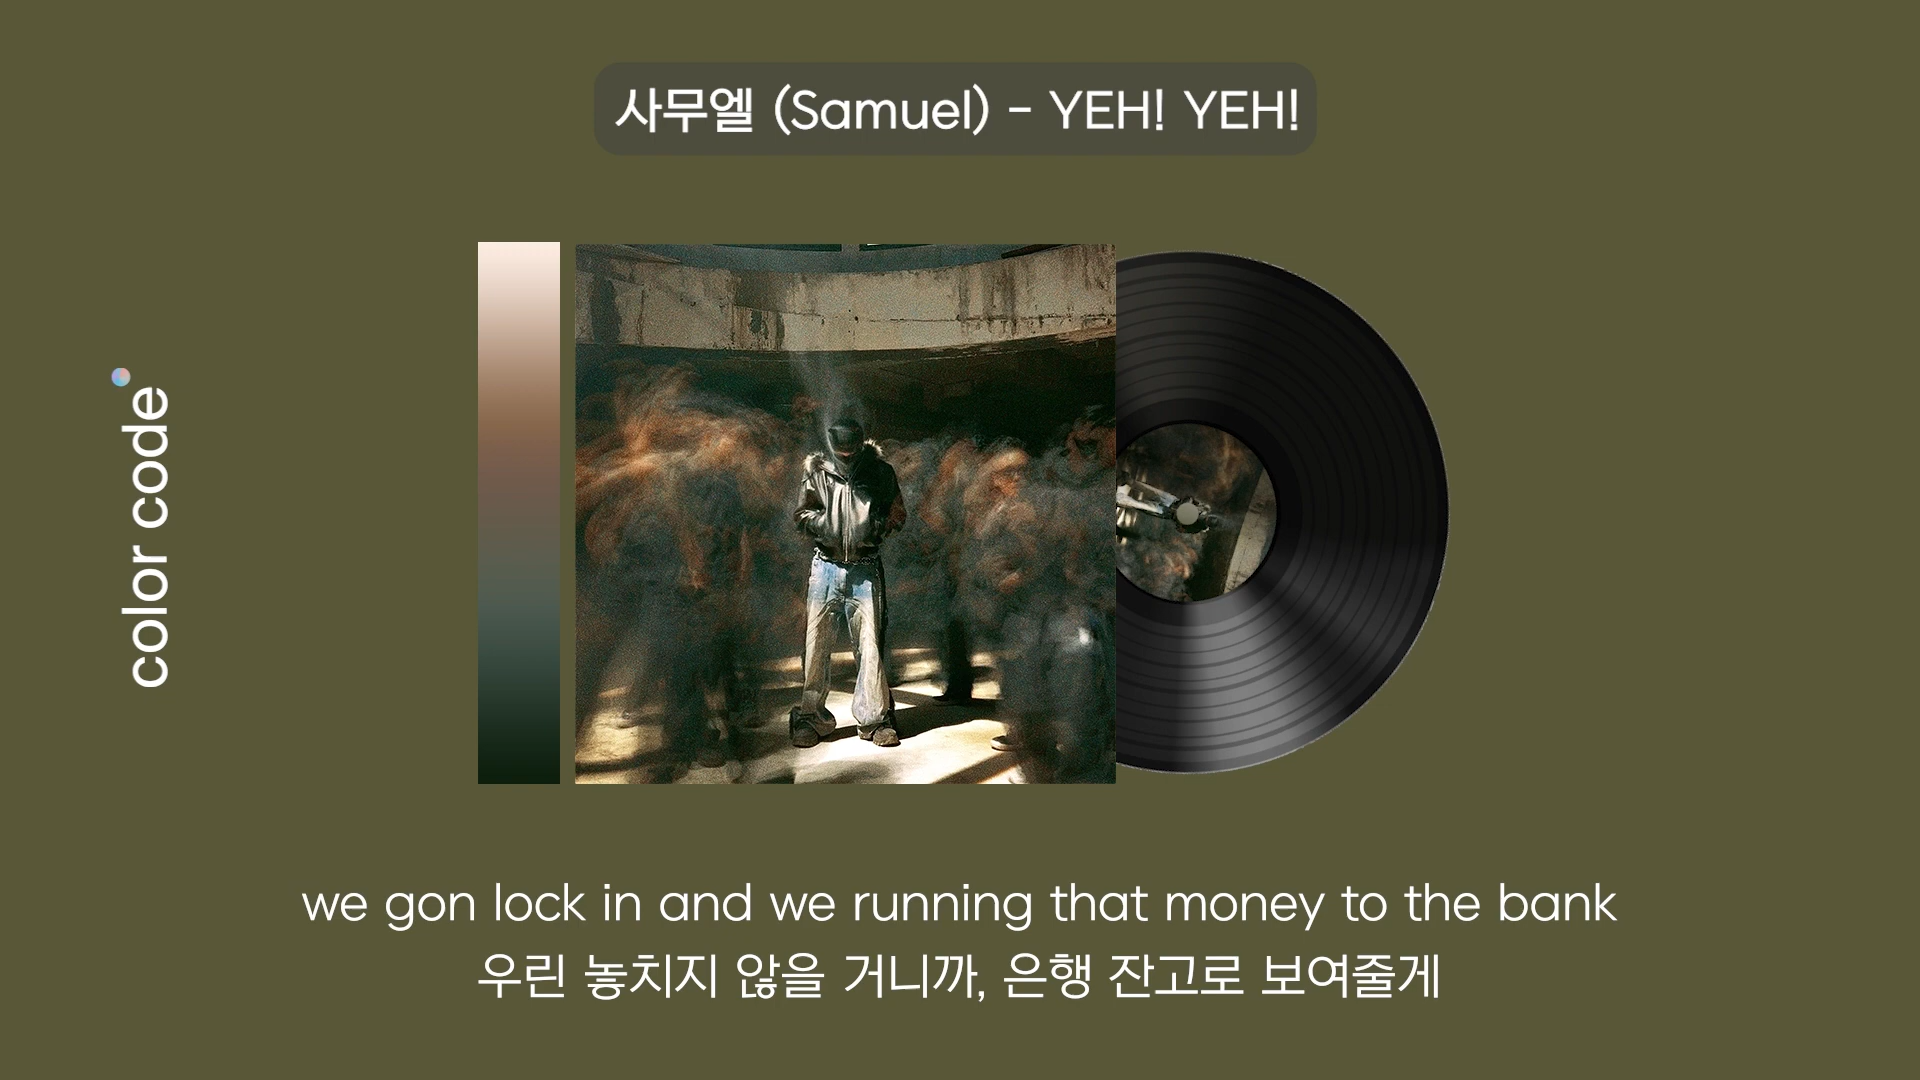 사무엘 (Samuel) - YEH! YEH!
color code
we gon lock in and we running that money to the bank
우린 놓치지 않을 거니까, 은행 잔고로 보여줄게